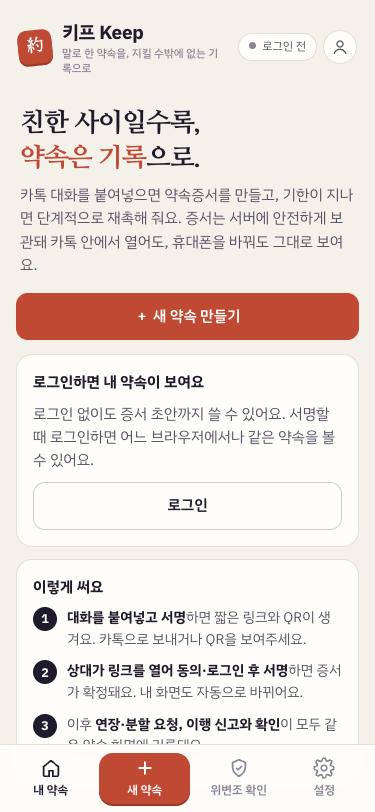 約
키프 Keep
말로 한 약속을, 지킬 수밖에 없는 기
록으로
로그인 전
친한 사이일수록,
약속은 기록으로.
카톡 대화를 붙여넣으면 약속증서를 만들고, 기한이 지나
면 단계적으로 재촉해 줘요. 증서는 서버에 안전하게 보
관돼 카톡 안에서 열어도, 휴대폰을 바꿔도 그대로 보여
요.
+ 새 약속 만들기
로그인하면 내 약속이 보여요
로그인 없이도 증서 초안까지 쓸 수 있어요. 서명할
때 로그인하면 어느 브라우저에서나 같은 약속을 볼
수 있어요.
로그인
이렇게 써요
1 대화를 붙여넣고 서명하면 짧은 링크와 QR이 생
겨요. 카톡으로 보내거나 QR을 보여주세요.
2 상대가 링크를 열어 동의·로그인 후 서명하면 증서
가 확정돼요. 내 화면도 자동으로 바뀌어요.
3 이후 연장·분할 요청, 이행 신고와 확인이 모두 같
내 약속
새 약속
위변조 확인
설정